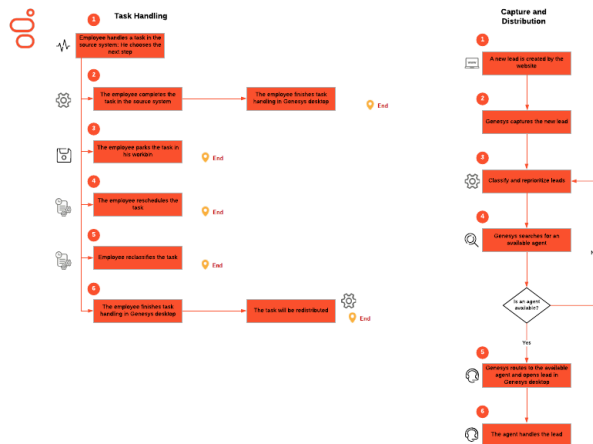 Task Handling
1
Employee handles a task in the
source system: He chooses the
next step
2
The employee completes the
task in the source system
The employee finishes task
handling in Genesys desktop
End
3
The employee parks the task in
his workbin
End
4
The employee reschedules the
task
End
5
Employee reclassifies the task
End
6
The employee finishes task
handling in Genesys desktop
The task will be redistributed
End
Capture and
Distribution
1
A new lead is created by the
website
2
Genesys captures the new lead
3
Classify and reprioritize leads
4
Genesys searches for an
available agent
Is an agent
available?
Yes
5
Genesys routes to the available
agent and opens lead in
Genesys desktop
6
The agent handles the lead